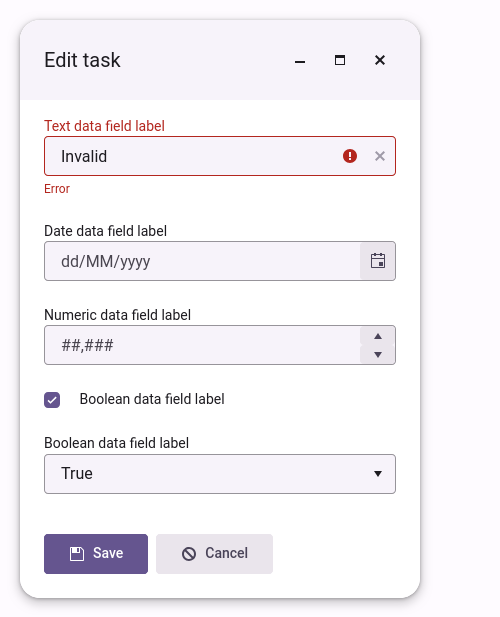 Edit task
Text data field label
Invalid
Error
Date data field label
dd/MM/yyyy
Numeric data field label
##,###
Boolean data field label
Boolean data field label
True
Save Cancel